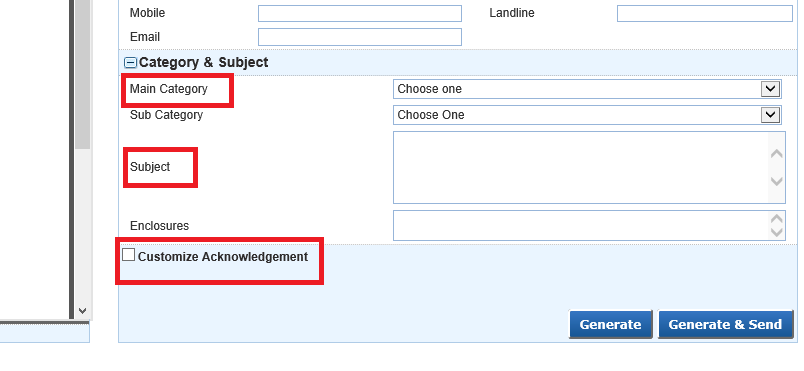 Mobile Landline
Email
Category & Subject
Main Category Choose one
Sub Category Choose One
Subject
Enclosures
Customize Acknowledgement
Generate Generate & Send